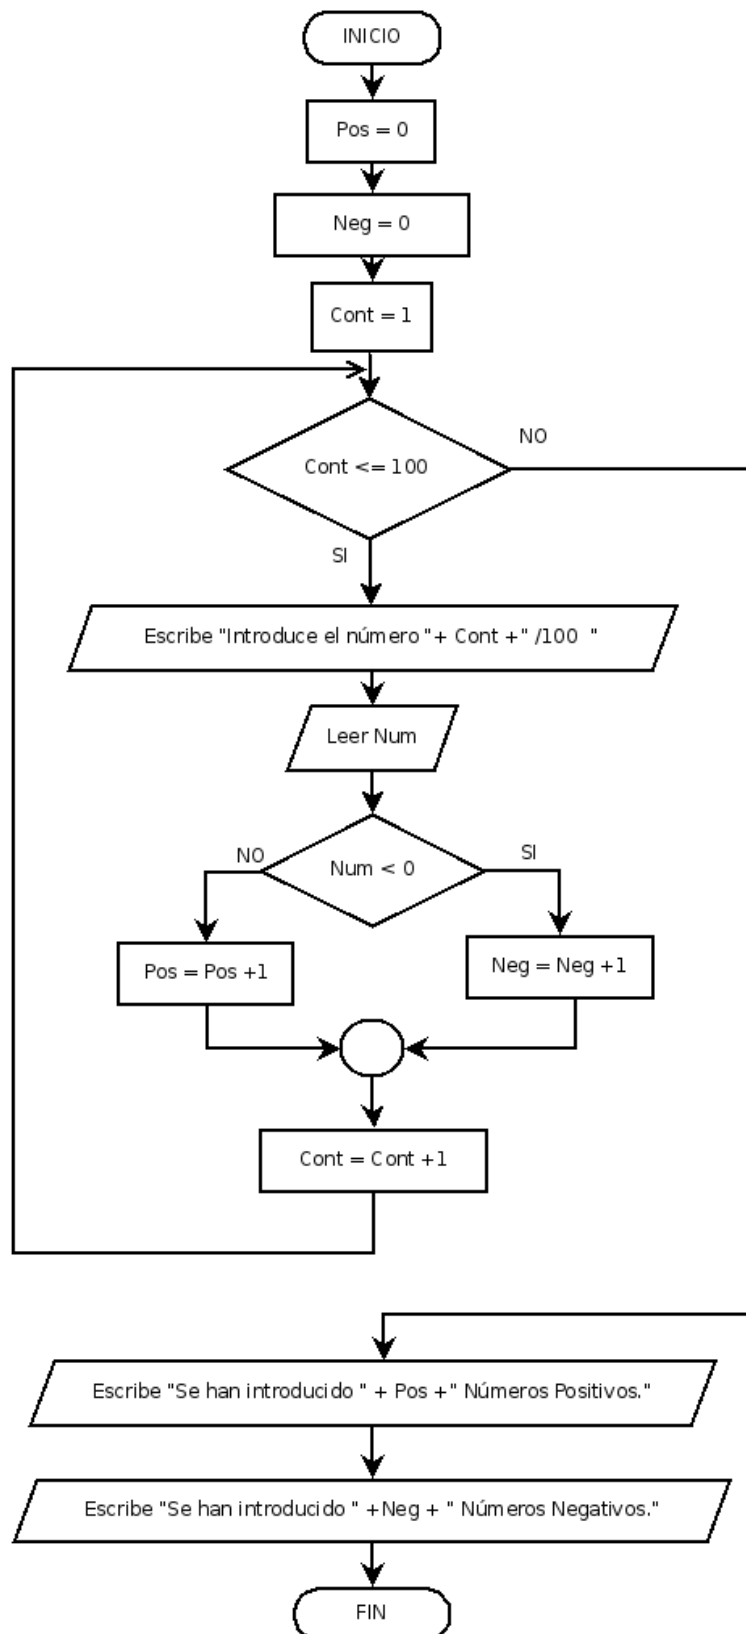 INICIO
Pos = 0
Neg = 0
Cont = 1
Cont <= 100
NO
SI
Escribe "Introduce el número "+ Cont +" /100  "
Leer Num
Num < 0
NO
SI
Pos = Pos +1
Neg = Neg +1
Cont = Cont +1
Escribe "Se han introducido " + Pos +" Números Positivos."
Escribe "Se han introducido " +Neg + " Números Negativos."
FIN